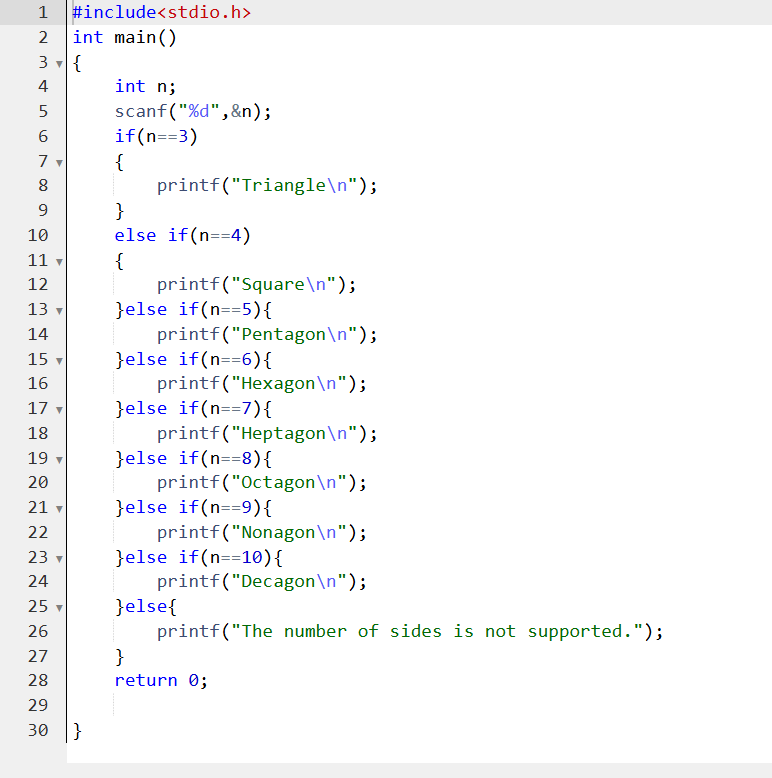 1 #include<stdio.h>
2 int main()
3 {
4     int n;
5     scanf("%d",&n);
6     if(n==3)
7     {
8         printf("Triangle\n");
9     }
10     else if(n==4)
11     {
12         printf("Square\n");
13     }else if(n==5){
14         printf("Pentagon\n");
15     }else if(n==6){
16         printf("Hexagon\n");
17     }else if(n==7){
18         printf("Heptagon\n");
19     }else if(n==8){
20         printf("Octagon\n");
21     }else if(n==9){
22         printf("Nonagon\n");
23     }else if(n==10){
24         printf("Decagon\n");
25     }else{
26         printf("The number of sides is not supported.");
27     }
28     return 0;
29
30 }